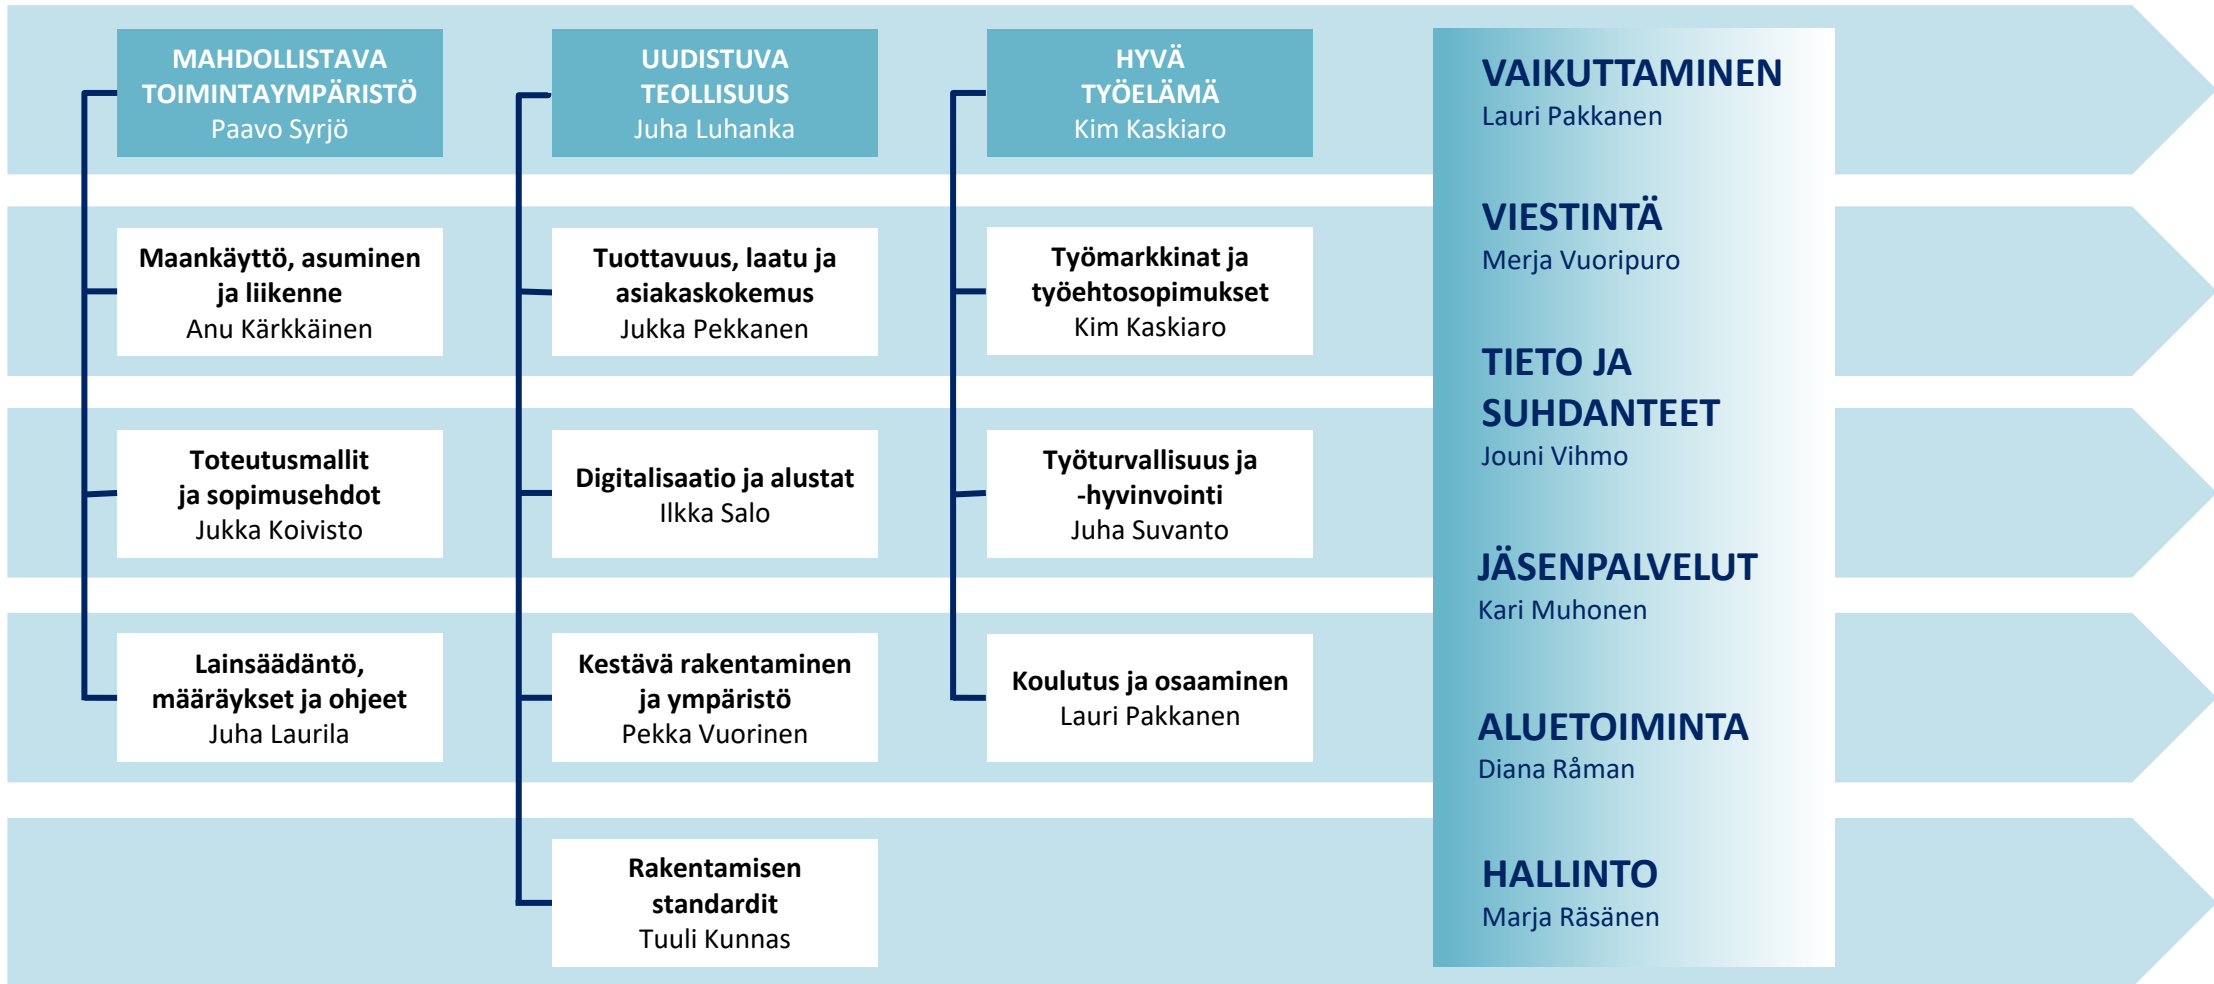 MAHDOLLISTAVA
TOIMINTAYMPÄRISTÖ
Paavo Syrjö
Maankäyttö, asuminen
ja liikenne
Anu Kärkkäinen
Toteutusmallit
ja sopimusehdot
Jukka Koivisto
Lainsäädäntö,
määräykset ja ohjeet
Juha Laurila
UUDISTUVA
TEOLLISUUS
Juha Luhanka
Tuottavuus, laatu ja
asiakaskokemus
Jukka Pekkanen
Digitalisaatio ja alustat
Ilkka Salo
Kestävä rakentaminen
ja ympäristö
Pekka Vuorinen
Rakentamisen
standardit
Tuuli Kunnas
HYVÄ
TYÖELÄMÄ
Kim Kaskiaro
Työmarkkinat ja
työehtosopimukset
Kim Kaskiaro
Työturvallisuus ja
-hyvinvointi
Juha Suvanto
Koulutus ja osaaminen
Lauri Pakkanen
VAIKUTTAMINEN
Lauri Pakkanen
VIESTINTÄ
Merja Vuoripuro
TIETO JA
SUHDANTEET
Jouni Vihmo
JÄSENPALVELUT
Kari Muhonen
ALUETOIMINTA
Diana Råman
HALLINTO
Marja Räsänen